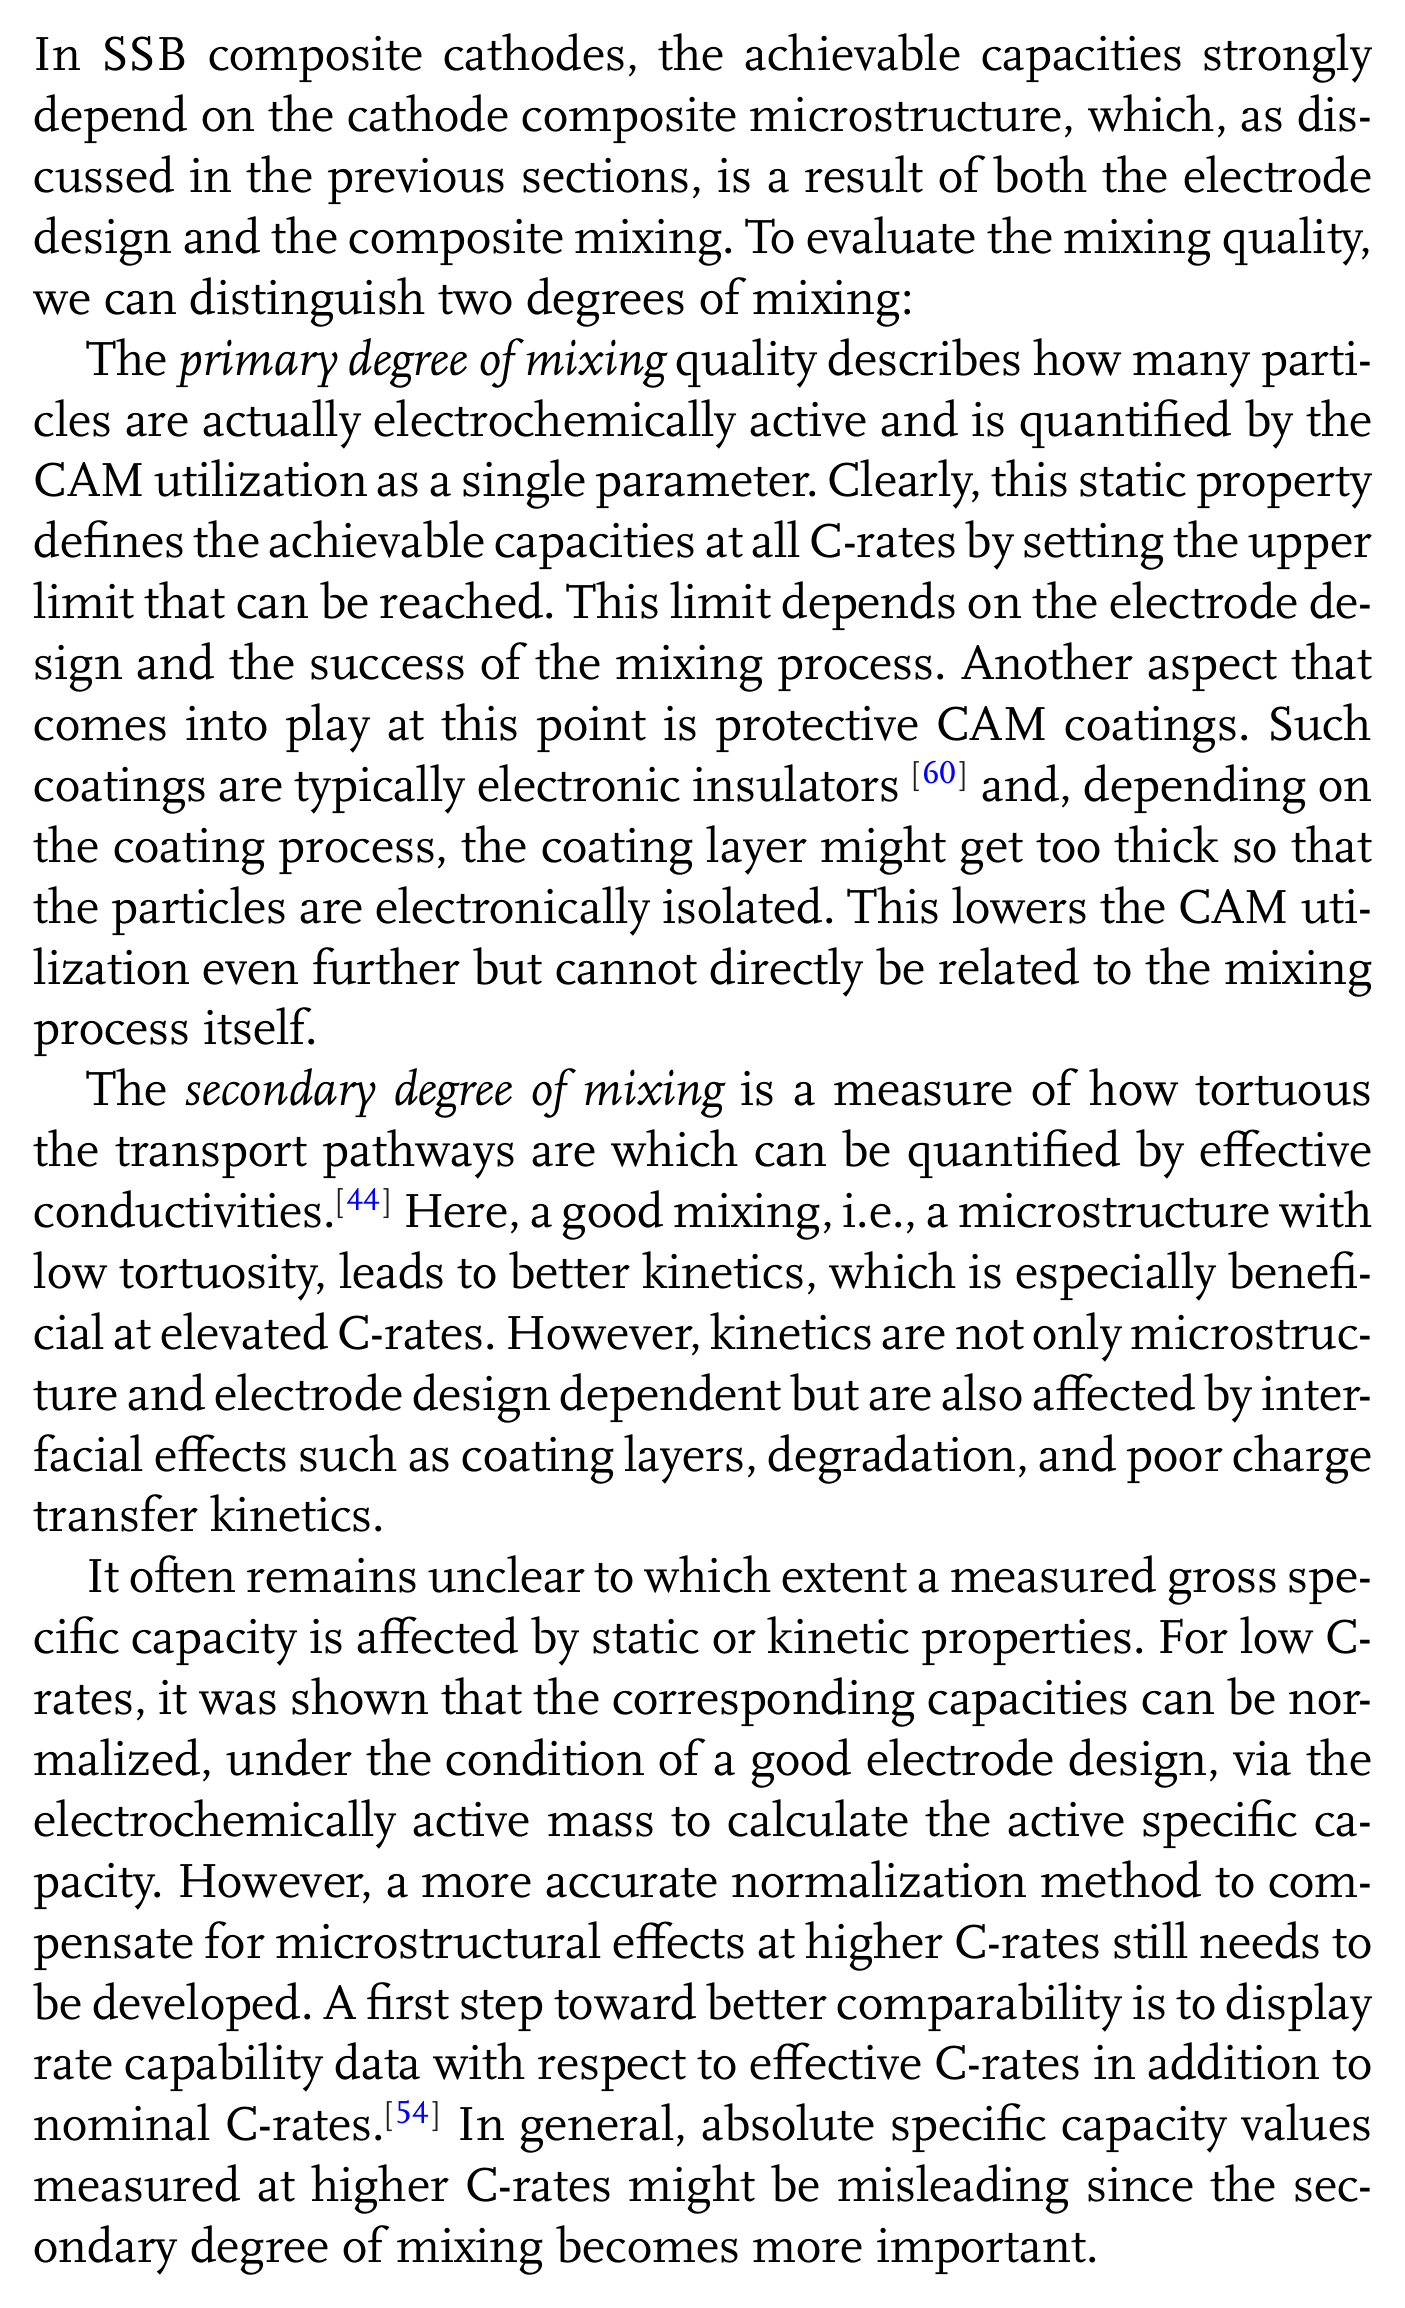 In SSB composite cathodes, the achievable capacities strongly
depend on the cathode composite microstructure, which, as dis-
cussed in the previous sections, is a result of both the electrode
design and the composite mixing. To evaluate the mixing quality,
we can distinguish two degrees of mixing:
The primary degree of mixing quality describes how many parti-
cles are actually electrochemically active and is quantified by the
CAM utilization as a single parameter. Clearly, this static property
defines the achievable capacities at all C-rates by setting the upper
limit that can be reached. This limit depends on the electrode de-
sign and the success of the mixing process. Another aspect that
comes into play at this point is protective CAM coatings. Such
coatings are typically electronic insulators [60] and, depending on
the coating process, the coating layer might get too thick so that
the particles are electronically isolated. This lowers the CAM uti-
lization even further but cannot directly be related to the mixing
process itself.
The secondary degree of mixing is a measure of how tortuous
the transport pathways are which can be quantified by effective
conductivities.[44] Here, a good mixing, i.e., a microstructure with
low tortuosity, leads to better kinetics, which is especially benefi-
cial at elevated C-rates. However, kinetics are not only microstruc-
ture and electrode design dependent but are also affected by inter-
facial effects such as coating layers, degradation, and poor charge
transfer kinetics.
It often remains unclear to which extent a measured gross spe-
cific capacity is affected by static or kinetic properties. For low C-
rates, it was shown that the corresponding capacities can be nor-
malized, under the condition of a good electrode design, via the
electrochemically active mass to calculate the active specific ca-
pacity. However, a more accurate normalization method to com-
pensate for microstructural effects at higher C-rates still needs to
be developed. A first step toward better comparability is to display
rate capability data with respect to effective C-rates in addition to
nominal C-rates.[54] In general, absolute specific capacity values
measured at higher C-rates might be misleading since the sec-
ondary degree of mixing becomes more important.